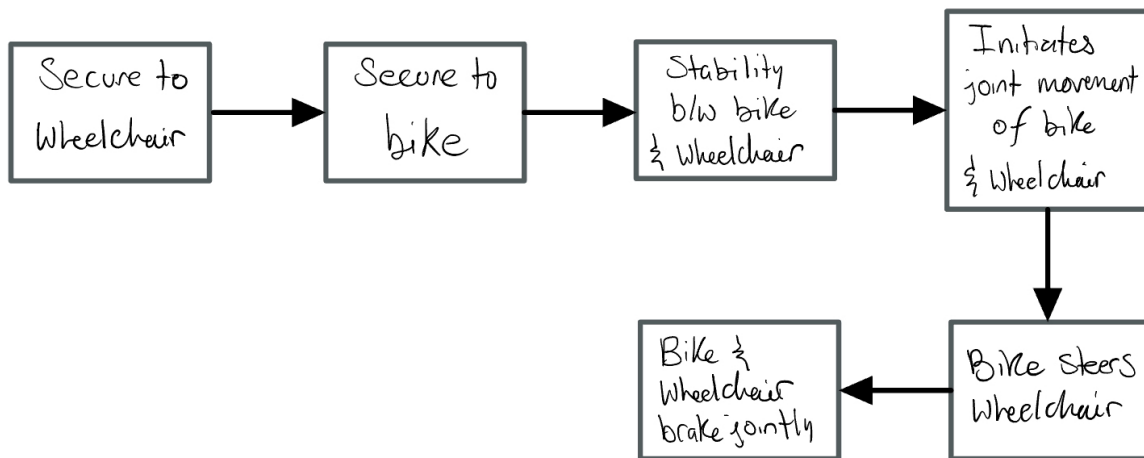 Secure to
Wheelchair
Secure to
bike
Stability
b/w bike
& Wheelchair
Initiates
joint movement
of bike
& Wheelchair
Bike &
Wheelchair
brake jointly
Bike steers
Wheelchair